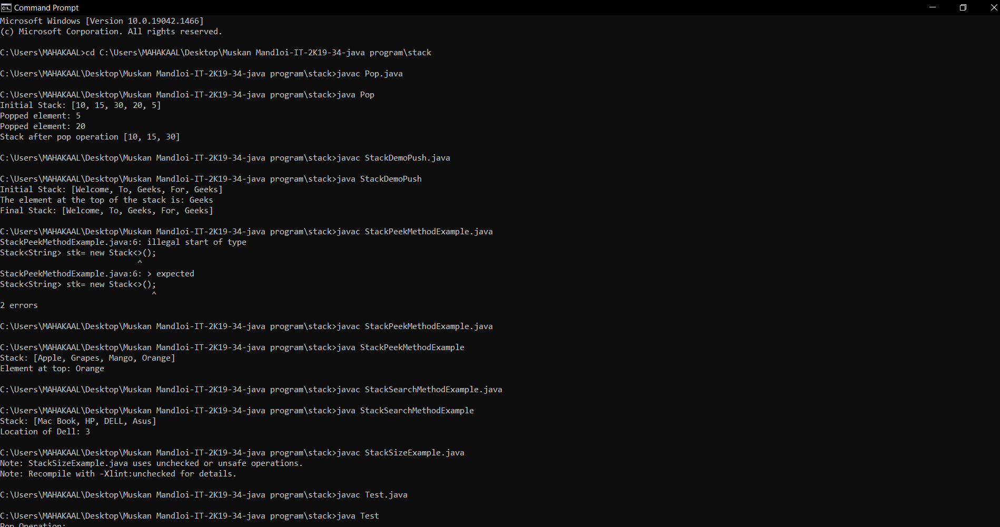 Command Prompt
Microsoft Windows [Version 10.0.19042.1466]
(c) Microsoft Corporation. All rights reserved.
C:\Users\MAHAKAAL>cd C:\Users\MAHAKAAL\Desktop\Muskan Mandloi-IT-2K19-34-java program\stack
C:\Users\MAHAKAAL\Desktop\Muskan Mandloi-IT-2K19-34-java program\stack>javac Pop.java
C:\Users\MAHAKAAL\Desktop\Muskan Mandloi-IT-2K19-34-java program\stack>java Pop
Initial Stack: [10, 15, 30, 20, 5]
Popped element: 5
Popped element: 20
Stack after pop operation [10, 15, 30]
C:\Users\MAHAKAAL\Desktop\Muskan Mandloi-IT-2K19-34-java program\stack>javac StackDemoPush.java
C:\Users\MAHAKAAL\Desktop\Muskan Mandloi-IT-2K19-34-java program\stack>java StackDemoPush
Initial Stack: [Welcome, To, Geeks, For, Geeks]
The element at the top of the stack is: Geeks
Final Stack: [Welcome, To, Geeks, For, Geeks]
C:\Users\MAHAKAAL\Desktop\Muskan Mandloi-IT-2K19-34-java program\stack>javac StackPeekMethodExample.java
StackPeekMethodExample.java:6: illegal start of type
Stack<String> stk= new Stack<>();
^
StackPeekMethodExample.java:6: > expected
Stack<String> stk= new Stack<>();
^
2 errors
C:\Users\MAHAKAAL\Desktop\Muskan Mandloi-IT-2K19-34-java program\stack>javac StackPeekMethodExample.java
C:\Users\MAHAKAAL\Desktop\Muskan Mandloi-IT-2K19-34-java program\stack>java StackPeekMethodExample
Stack: [Apple, Grapes, Mango, Orange]
Element at top: Orange
C:\Users\MAHAKAAL\Desktop\Muskan Mandloi-IT-2K19-34-java program\stack>javac StackSearchMethodExample.java
C:\Users\MAHAKAAL\Desktop\Muskan Mandloi-IT-2K19-34-java program\stack>java StackSearchMethodExample
Stack: [Mac Book, HP, DELL, Asus]
Location of Dell: 3
C:\Users\MAHAKAAL\Desktop\Muskan Mandloi-IT-2K19-34-java program\stack>javac StackSizeExample.java
Note: StackSizeExample.java uses unchecked or unsafe operations.
Note: Recompile with -Xlint:unchecked for details.
C:\Users\MAHAKAAL\Desktop\Muskan Mandloi-IT-2K19-34-java program\stack>javac Test.java
C:\Users\MAHAKAAL\Desktop\Muskan Mandloi-IT-2K19-34-java program\stack>java Test
Pop Operation: